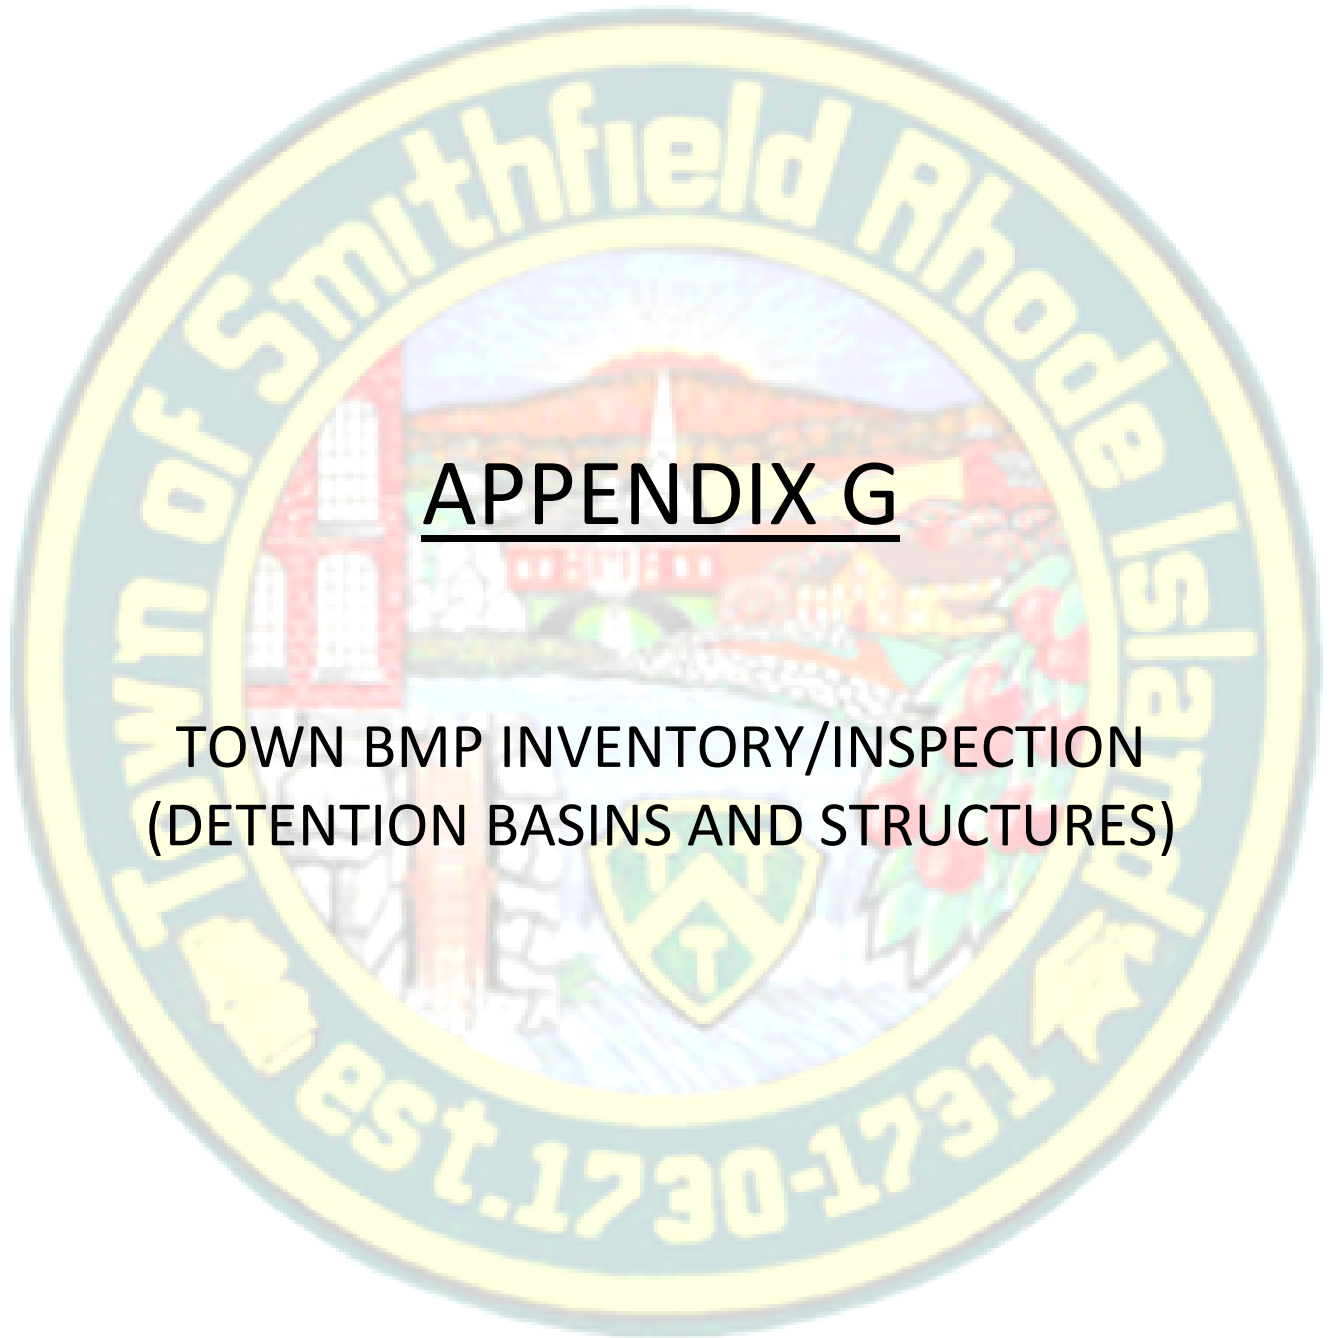 Town of Smithfield Rhode Island
APPENDIX G
TOWN BMP INVENTORY/INSPECTION
(DETENTION BASINS AND STRUCTURES)
T
est.1730-1731